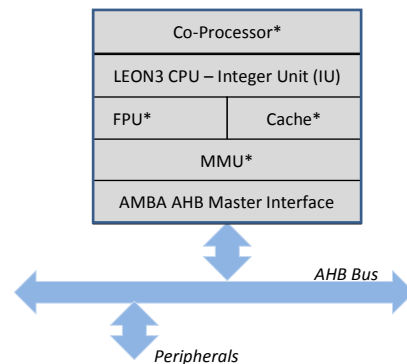 Co-Processor*
LEON3 CPU – Integer Unit (IU)
FPU*
Cache*
MMU*
AMBA AHB Master Interface
AHB Bus
Peripherals